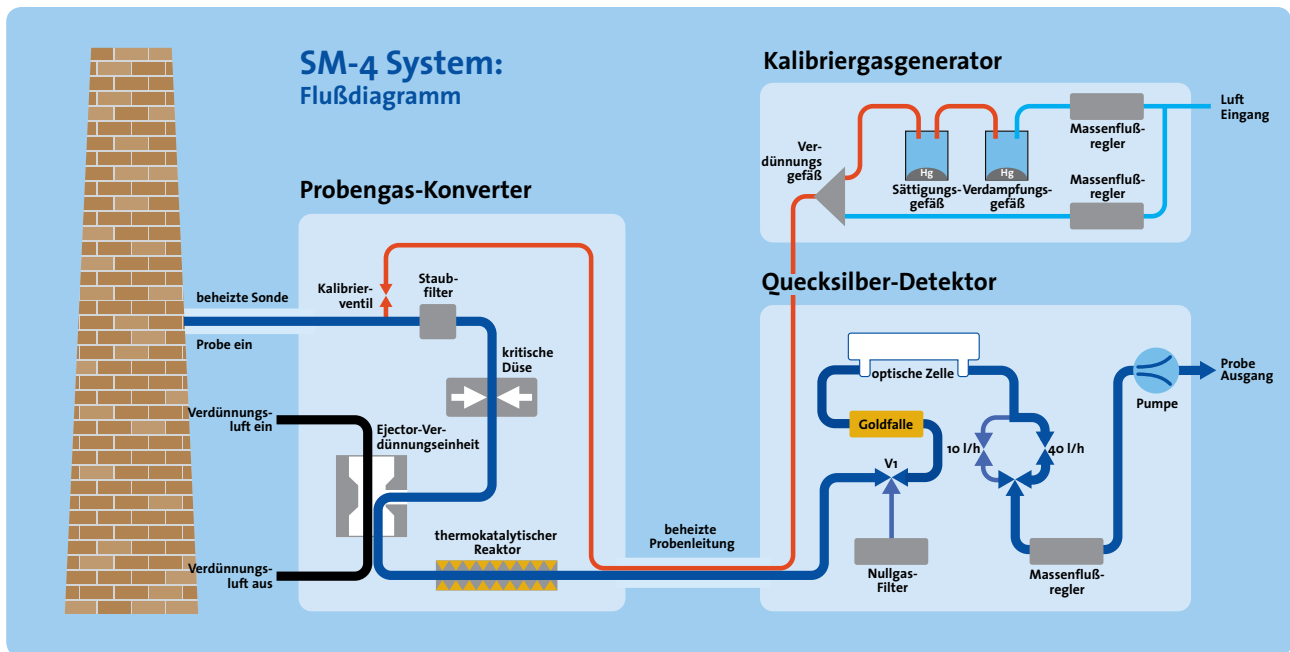 SM-4 System:
Flußdiagramm
Kalibriergasgenerator
Luft
Eingang
Massenfluß-
regler
Ver-
dünnungs
gefäß
Hg
Hg
Sättigungs-
gefäß
Verdampfungs-
gefäß
Massenfluß-
regler
Probengas-Konverter
beheizte Sonde
Probe ein
Kalibrier-
ventil
Staub-
filter
kritische
Düse
Verdünnungs-
luft ein
Ejector-Ver-
dünnungseinheit
thermokatalytischer
Reaktor
Verdünnungs-
luft aus
beheizte
Probenleitung
Quecksilber-Detektor
optische Zelle
Goldfalle
V1
10 l/h
40 l/h
Nullgas-
Filter
Massenfluß-
regler
Pumpe
Probe
Ausgang